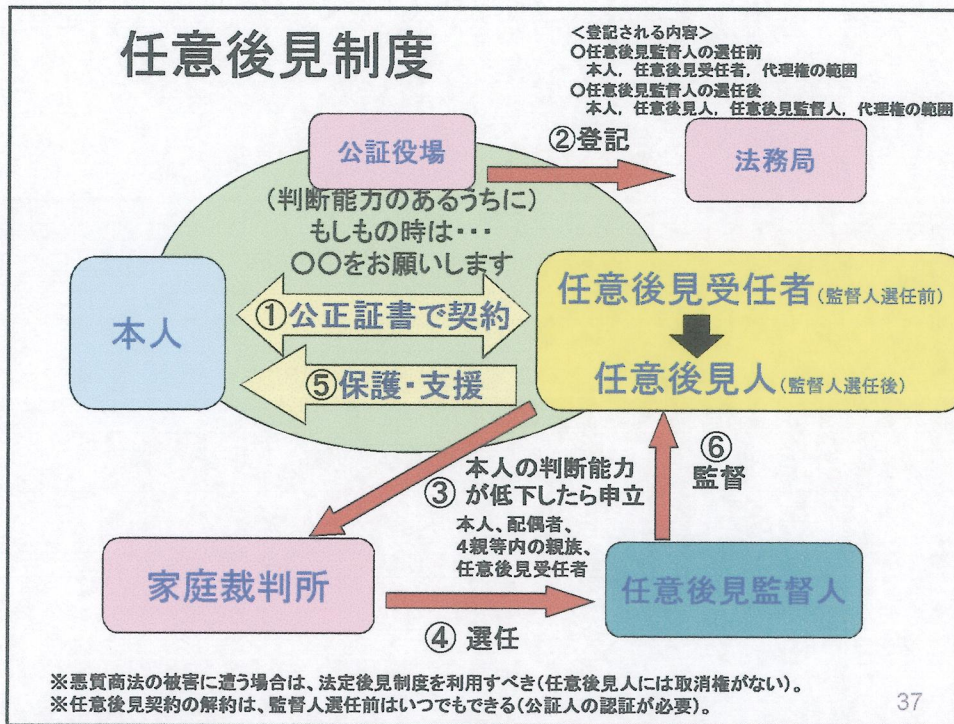 任意後見制度
＜登記される内容＞
○任意後見監督人の選任前
本人，任意後見受任者，代理権の範囲
○任意後見監督人の選任後
本人，任意後見人，任意後見監督人，代理権の範囲
公証役場
②登記
法務局
(判断能力のあるうちに)
もしもの時は・・・
○○をお願いします
本人
①公正証書で契約
⑤保護・支援
任意後見受任者(監督人選任前)
任意後見人(監督人選任後)
③
本人の判断能力
が低下したら申立
本人、配偶者、
4親等内の親族、
任意後見受任者
⑥
監督
家庭裁判所
④選任
任意後見監督人
※悪質商法の被害に遭う場合は、法定後見制度を利用すべき(任意後見人には取消権がない)。
※任意後見契約の解約は、監督人選任前はいつでもできる(公証人の認証が必要)。
37